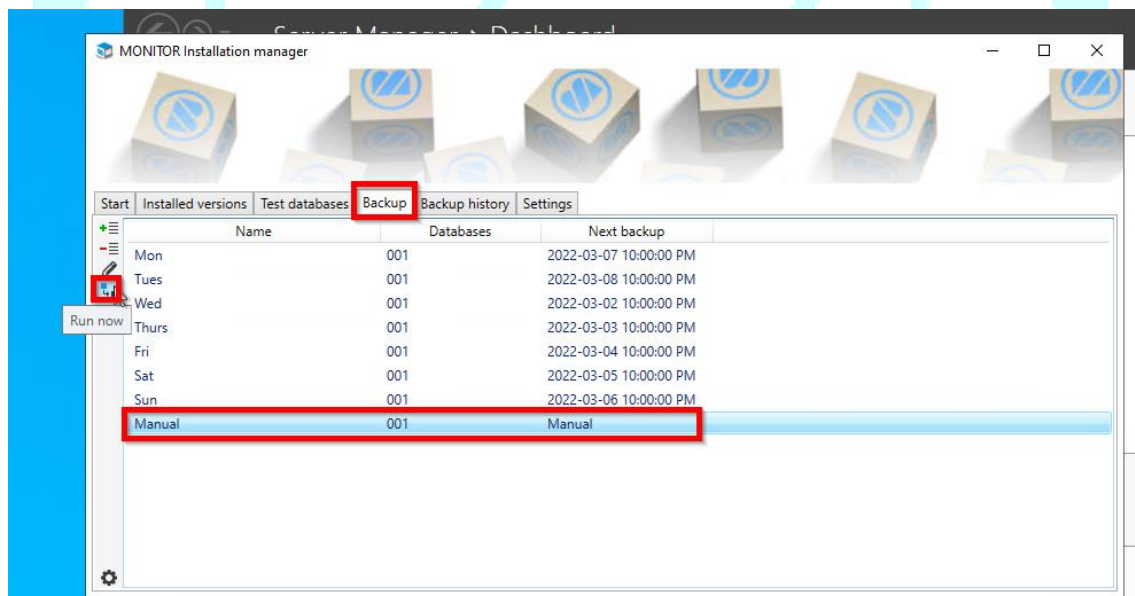 Server Manager › Dashboard
MONITOR Installation manager
Start Installed versions Test databases Backup Backup history Settings
Name Databases Next backup
Mon 001 2022-03-07 10:00:00 PM
Tues 001 2022-03-08 10:00:00 PM
Wed 001 2022-03-02 10:00:00 PM
Run now
Thurs 001 2022-03-03 10:00:00 PM
Fri 001 2022-03-04 10:00:00 PM
Sat 001 2022-03-05 10:00:00 PM
Sun 001 2022-03-06 10:00:00 PM
Manual 001 Manual